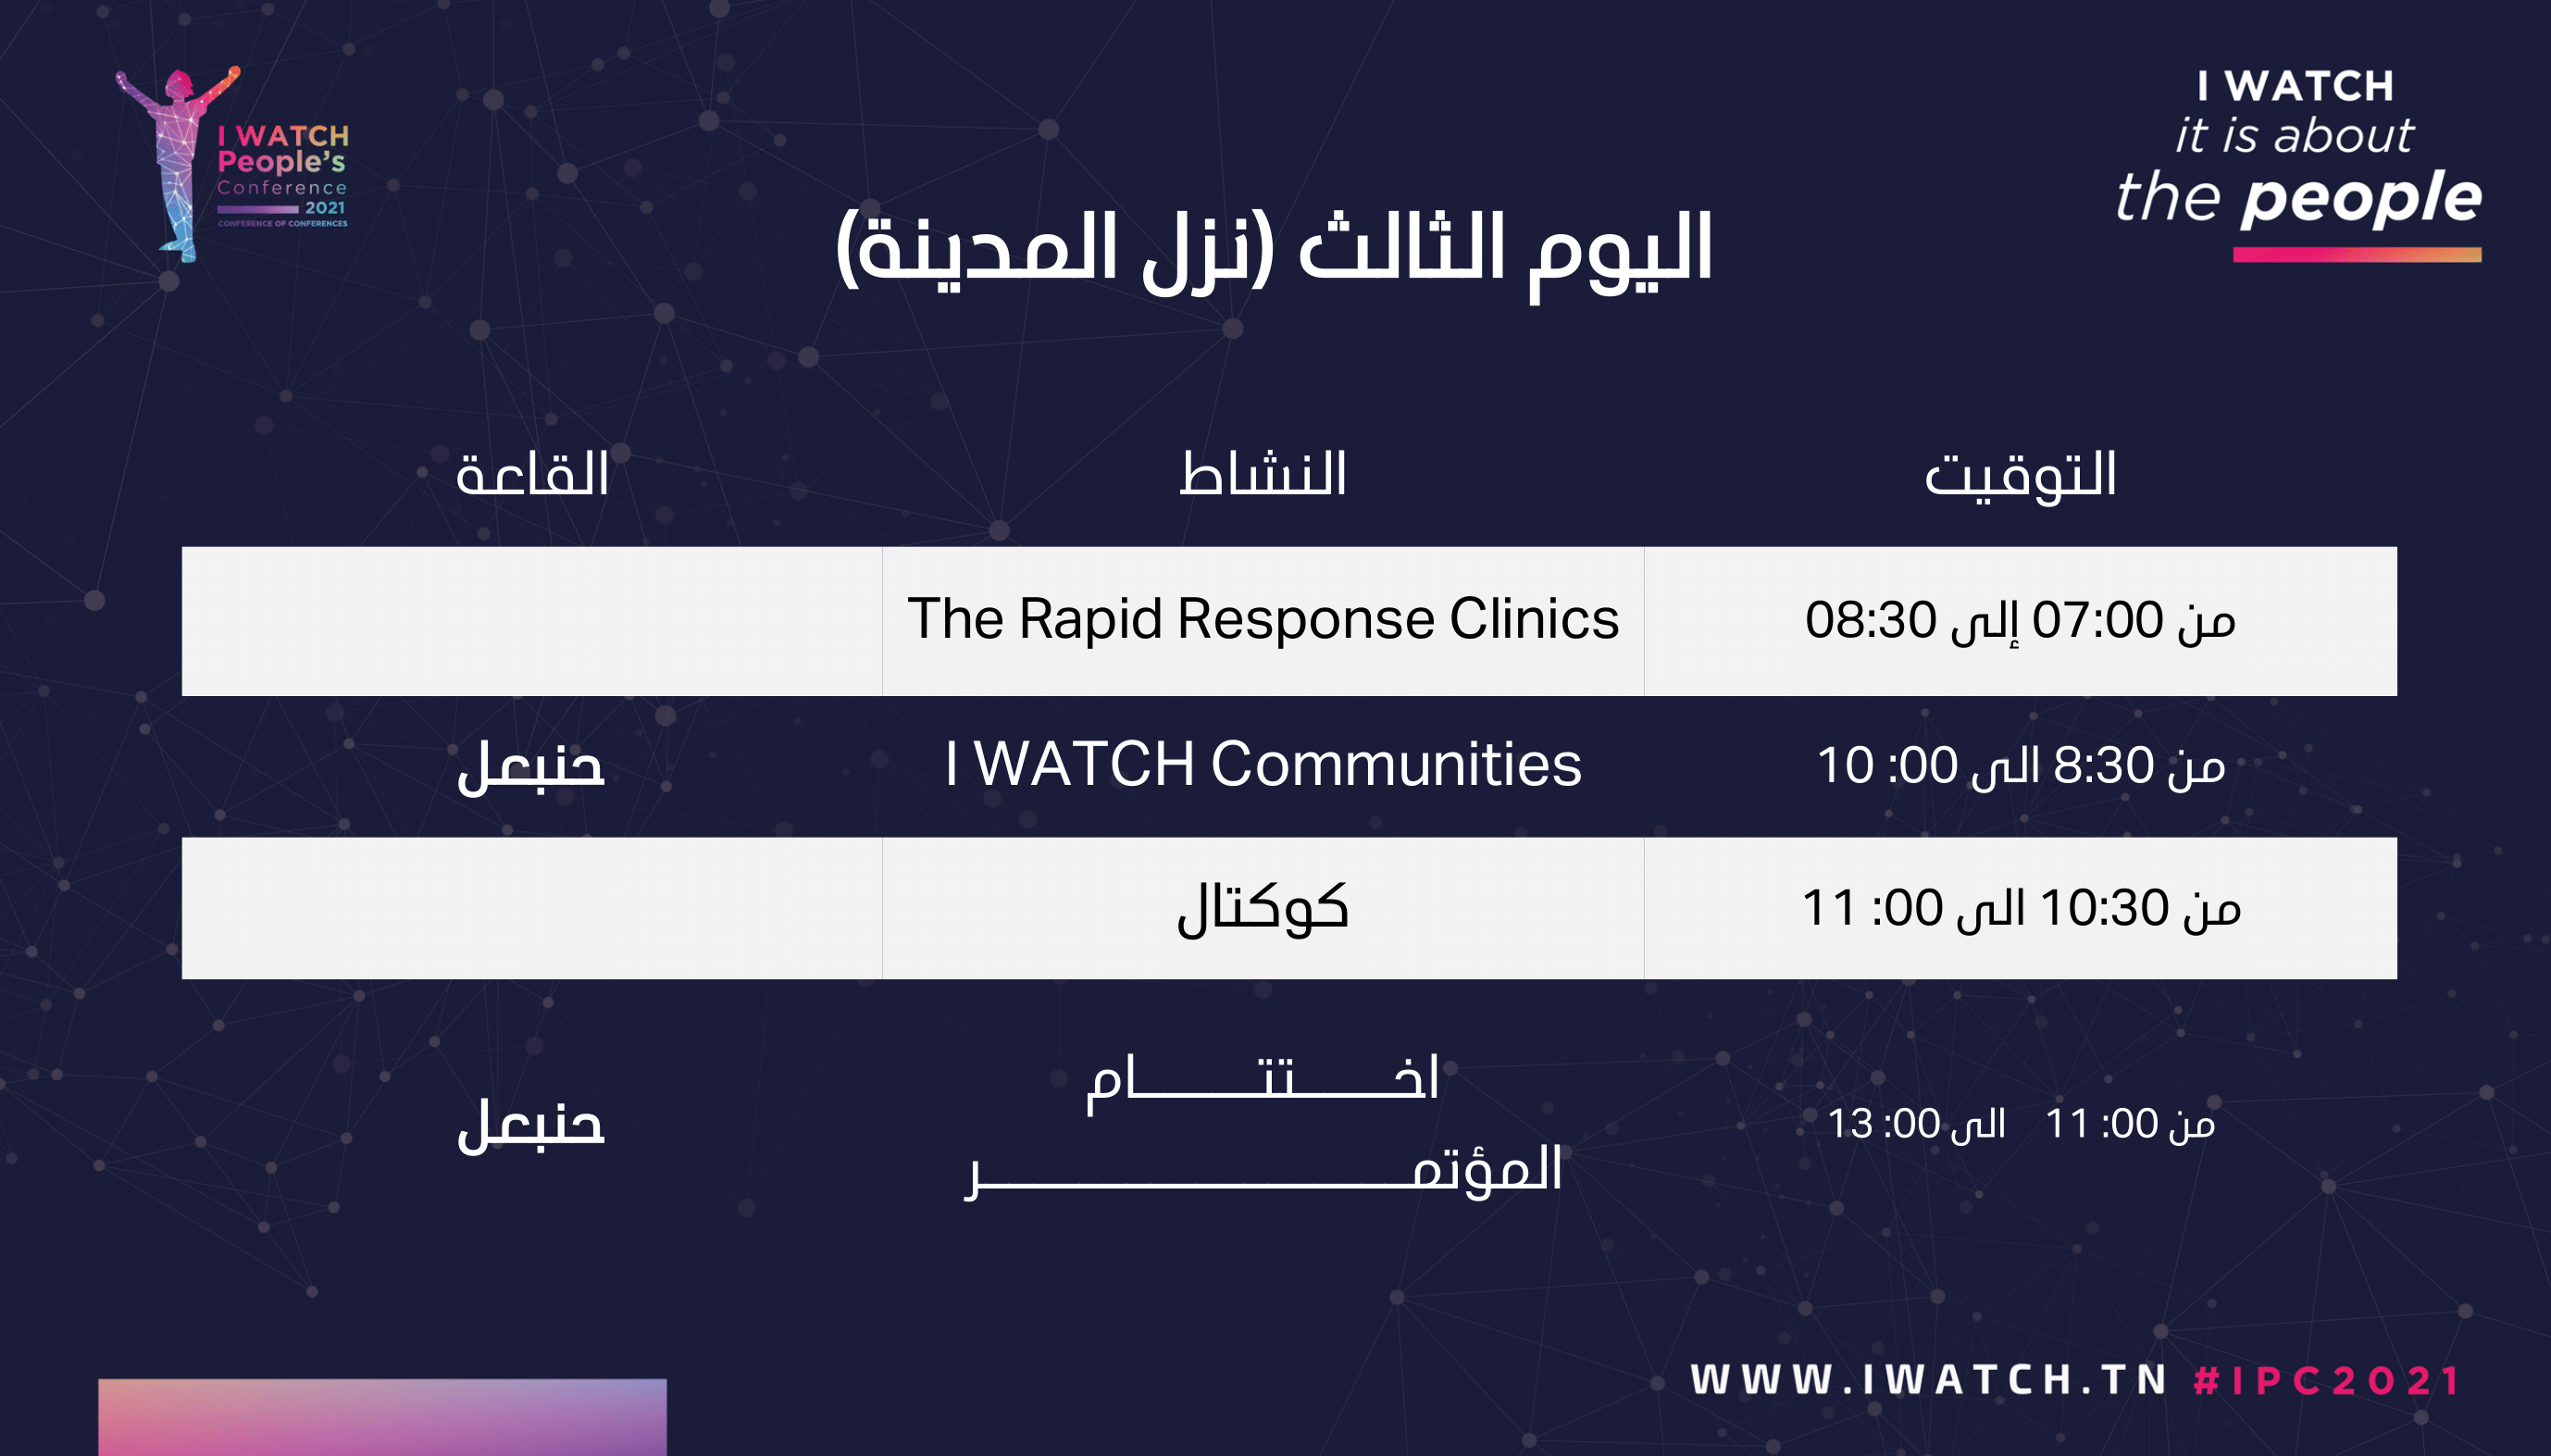 I WATCH
People's
Conference
2021
CONFERENCE OF CONFERENCES
I WATCH
it is about
the people
اليوم الثالث (نزل المدينة)
التوقيت النشاط القاعة
من 07:00 إلى 08:30 The Rapid Response Clinics
من 8:30 الى 00: 10 I WATCH Communities حنبعل
من 10:30 الى 00: 11 كوكتال
اخـــــتتـــــــام
من 00: 11 الى 00: 13 حنبعل
المؤتمـــــــــــــــــــــــــــر
WWW.IWATCH.TN #IPC2021